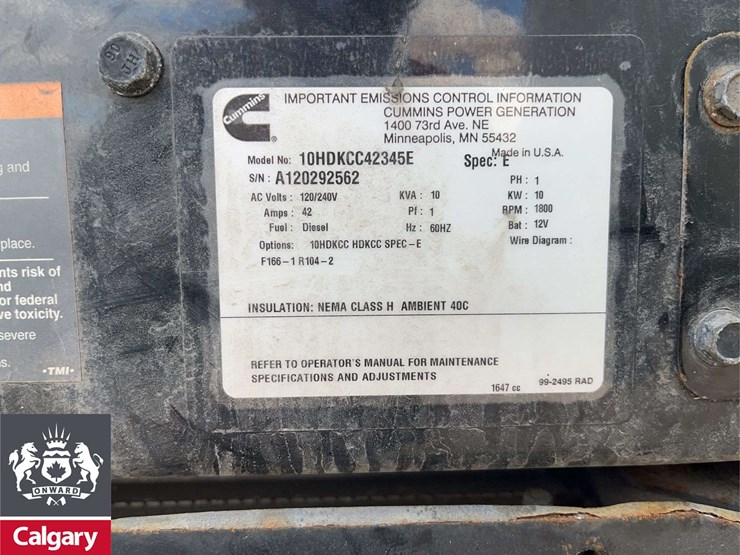 90
JH
g and
place.
nts risk of
nd
or federal
ve toxicity.
severe
ns.
·TMI·
Cummins
®
IMPORTANT EMISSIONS CONTROL INFORMATION
CUMMINS POWER GENERATION
1400 73rd Ave. NE
Minneapolis, MN 55432
Made in U.S.A.
Model No: 10HDKCC42345E Spec: E
S/N: A120292562 PH : 1
AC Volts : 120/240V KVA : 10 KW : 10
Amps : 42 Pf : 1 RPM : 1800
Fuel : Diesel Hz : 60HZ Bat : 12V
Options: 10HDKCC HDKCC SPEC-E Wire Diagram :
F166-1 R104-2
INSULATION: NEMA CLASS H AMBIENT 40C
REFER TO OPERATOR'S MANUAL FOR MAINTENANCE
SPECIFICATIONS AND ADJUSTMENTS
1647 cc 99-2495 RAD
ONWARD
Calgary